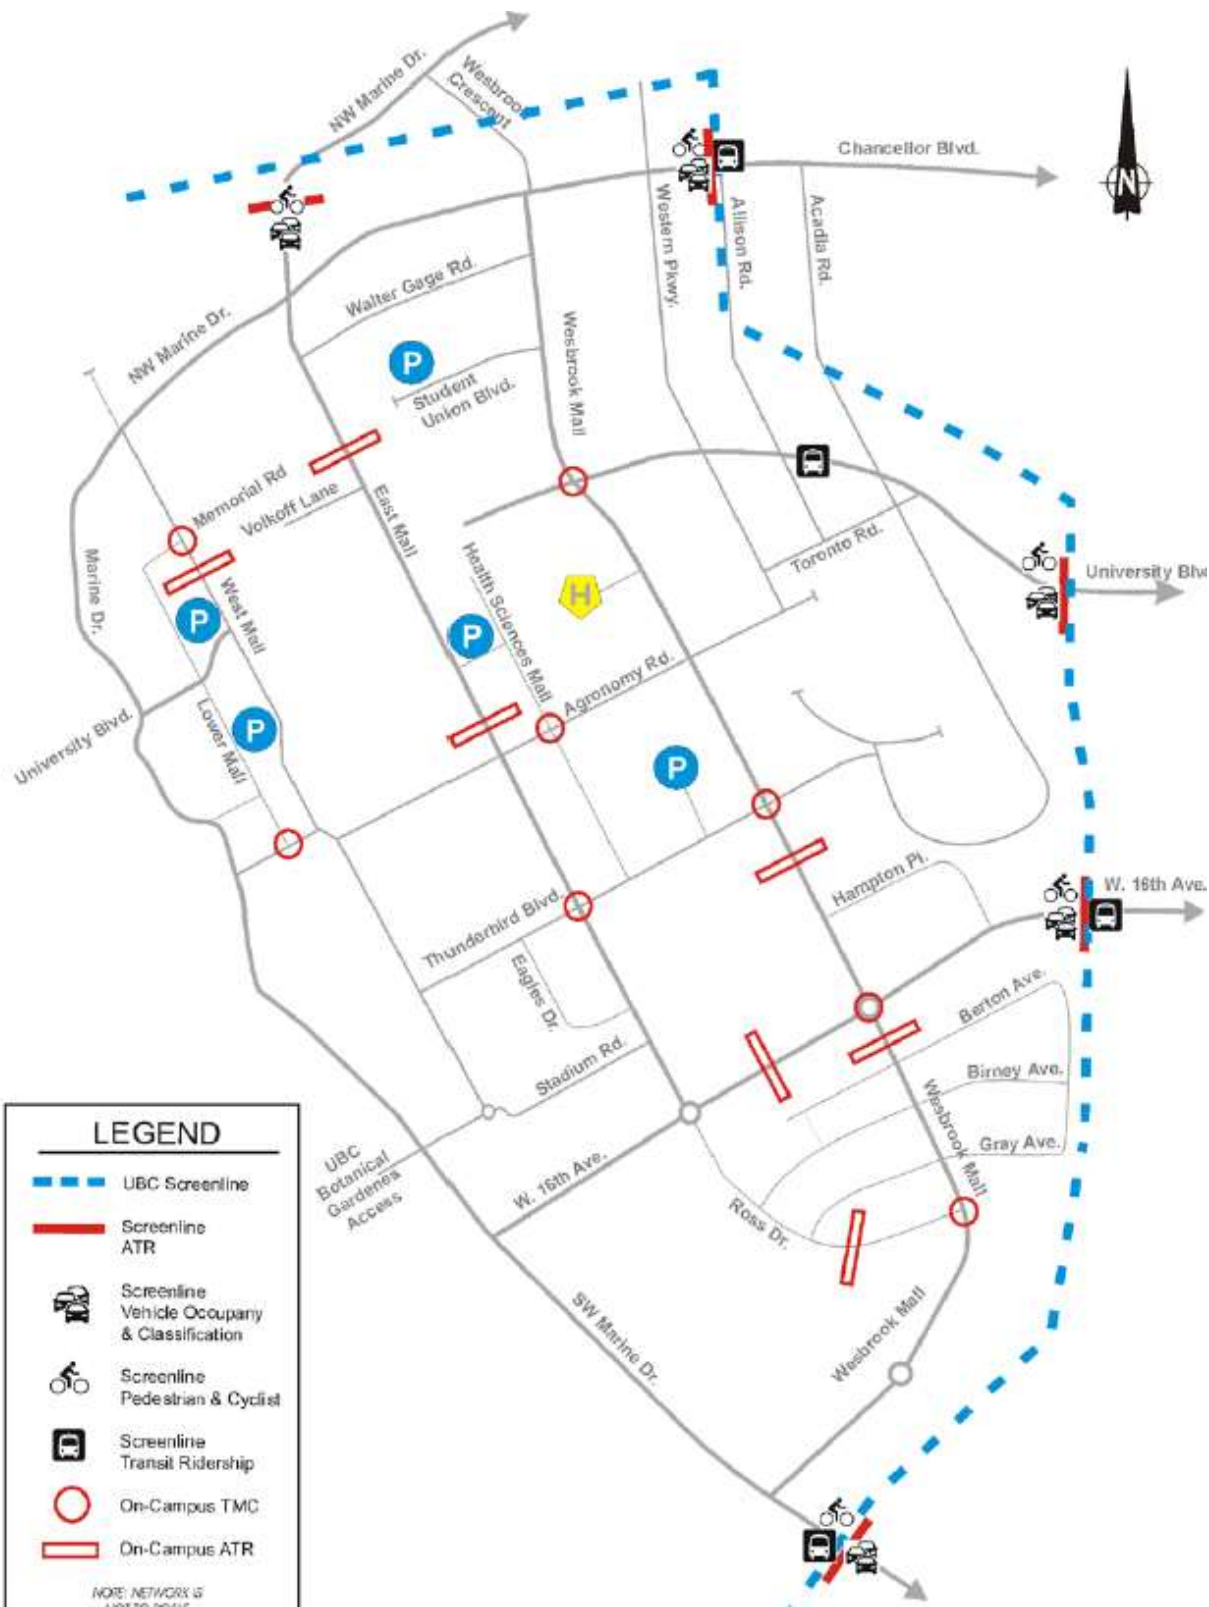 NW Marine Dr.
Wesbrook
Crescent
Chancellor Blvd.
N
Western Pkwy.
Allison Rd.
Acadia Rd.
Walter Gage Rd.
NW Marine Dr.
Wesbrook Mall
P
Student
Union Blvd.
Memorial Rd
Volkoff Lane
East Mall
Toronto Rd.
Marine Dr.
West Mall
Health Sciences Mall
H
University Blvd
P
P
Agronomy Rd.
University Blvd.
Lower Mall
P
P
Hampton Pl.
W. 16th Ave.
Thunderbird Blvd.
Eagles Dr.
Berton Ave.
Stadium Rd.
Birney Ave.
Wesbrook Mall
Gray Ave.
UBC
Botanical
Gardenes
Access
W. 16th Ave.
Ross Dr.
SW Marine Dr.
Wesbrook Mall
LEGEND
UBC Screenline
Screenline
ATR
Screenline
Vehicle Occupany
& Classification
Screenline
Pedestrian & Cyclist
Screenline
Transit Ridership
On-Campus TMC
On-Campus ATR
NOTE: NETWORK IS